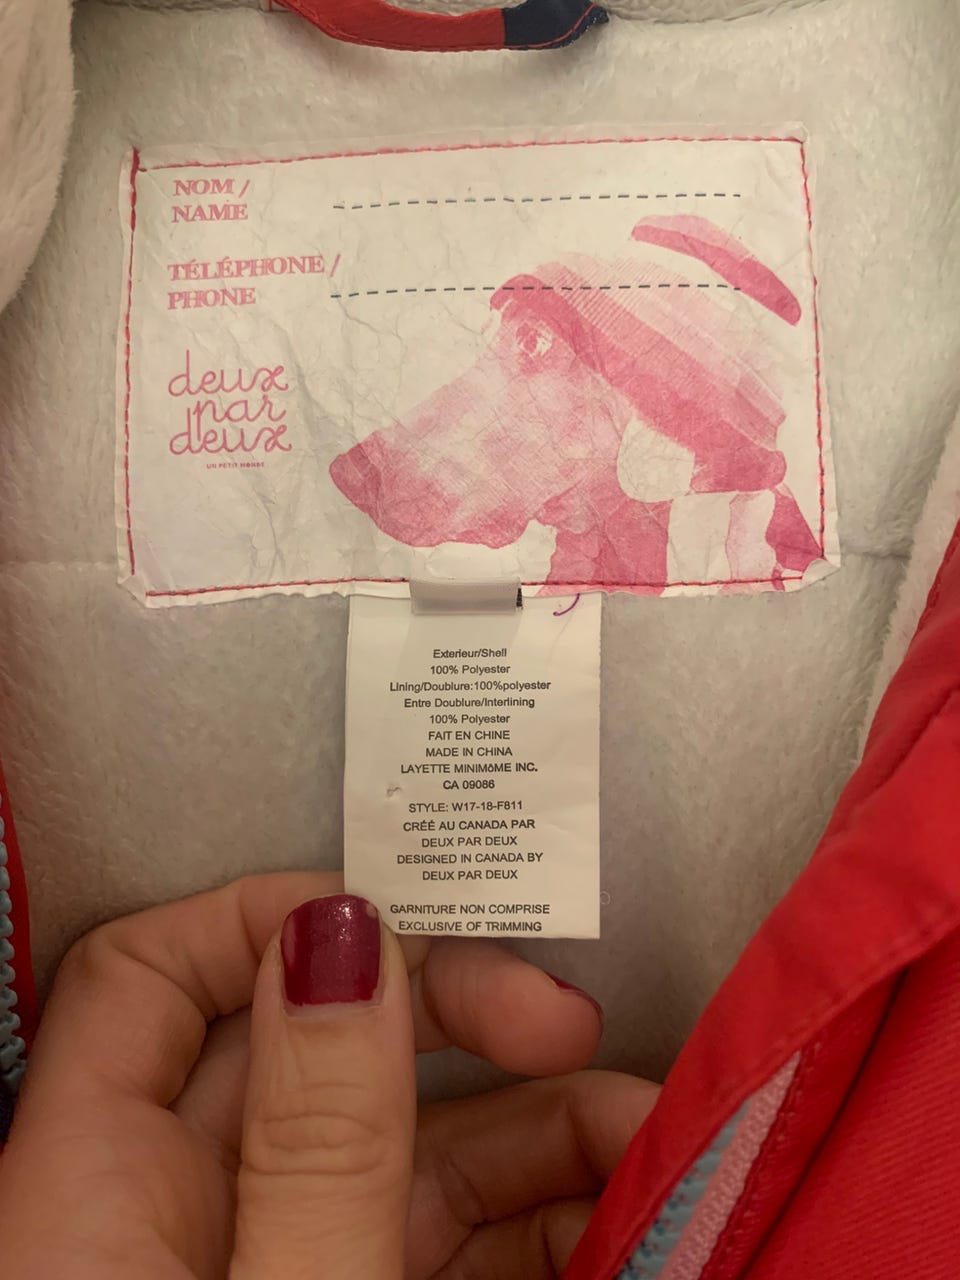 NOM /
NAME
TÉLÉPHONE /
PHONE
deux
par
deux
UN PETIT MONDE
Exterieur/Shell
100% Polyester
Lining/Doublure:100%polyester
Entre Doublure/Interlining
100% Polyester
FAIT EN CHINE
MADE IN CHINA
LAYETTE MINIMôME INC.
CA 09086
STYLE: W17-18-F811
CRÉÉ AU CANADA PAR
DEUX PAR DEUX
DESIGNED IN CANADA BY
DEUX PAR DEUX
GARNITURE NON COMPRISE
EXCLUSIVE OF TRIMMING